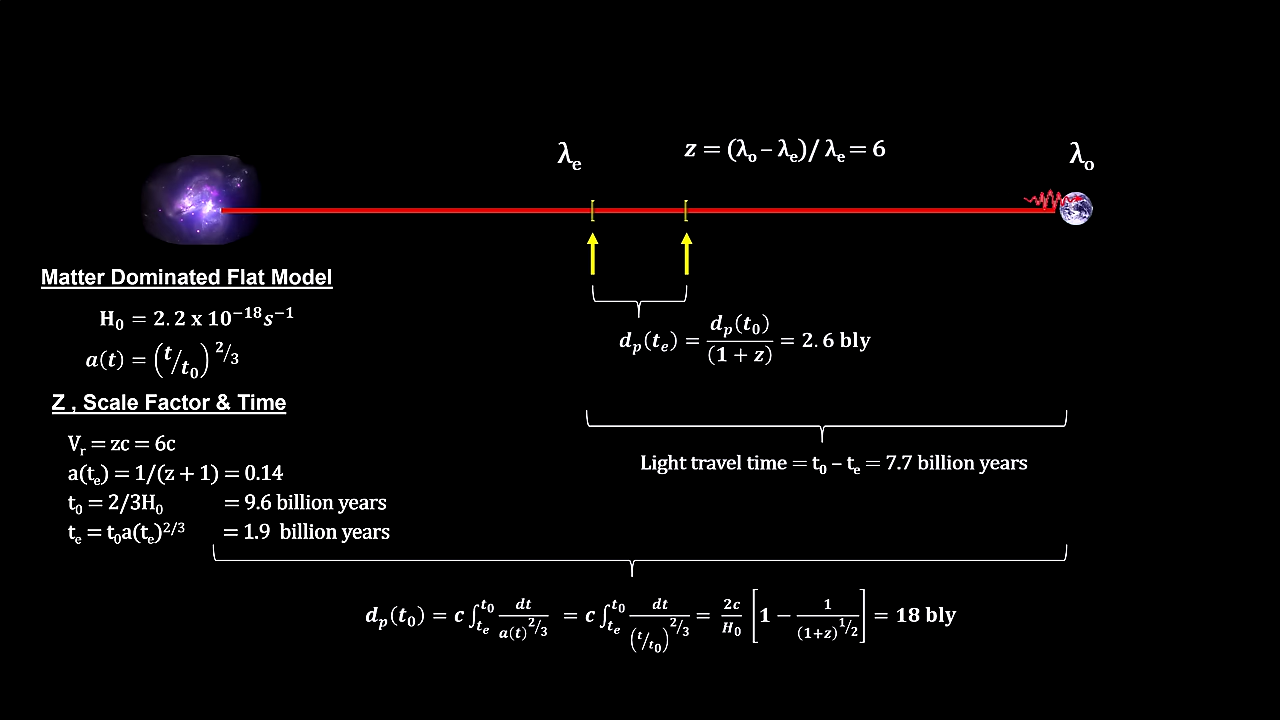 λₑ
z = (λₒ – λₑ)/ λₑ = 6
λₒ
Matter Dominated Flat Model
H₀ = 2.2 x 10⁻¹⁸s⁻¹
a(t) = (t/t₀)^2/3
dₚ(tₑ) = dₚ(t₀)/(1 + z) = 2.6 bly
Z , Scale Factor & Time
Vᵣ = zc = 6c
a(tₑ) = 1/(z + 1) = 0.14
t₀ = 2/3H₀ = 9.6 billion years
tₑ = t₀a(tₑ)^2/3 = 1.9 billion years
Light travel time = t₀ – tₑ = 7.7 billion years
dₚ(t₀) = c ∫_tₑ^t₀ dt/a(t)^2/3 = c ∫_tₑ^t₀ dt/(t/t₀)^2/3 = 2c/H₀ [1 − 1/(1+z)^1/2] = 18 bly